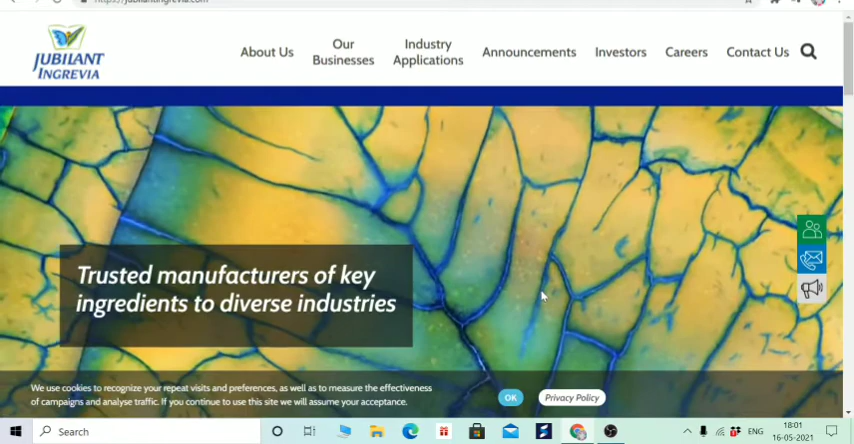 https://jubilantingrevia.com
JUBILANT
INGREVIA
About Us
Our
Businesses
Industry
Applications
Announcements
Investors
Careers
Contact Us
Trusted manufacturers of key
ingredients to diverse industries
We use cookies to recognize your repeat visits and preferences, as well as to measure the effectiveness
of campaigns and analyse traffic. If you continue to use this site we will assume your acceptance.
OK
Privacy Policy
Search
ENG
18:01
16-05-2021